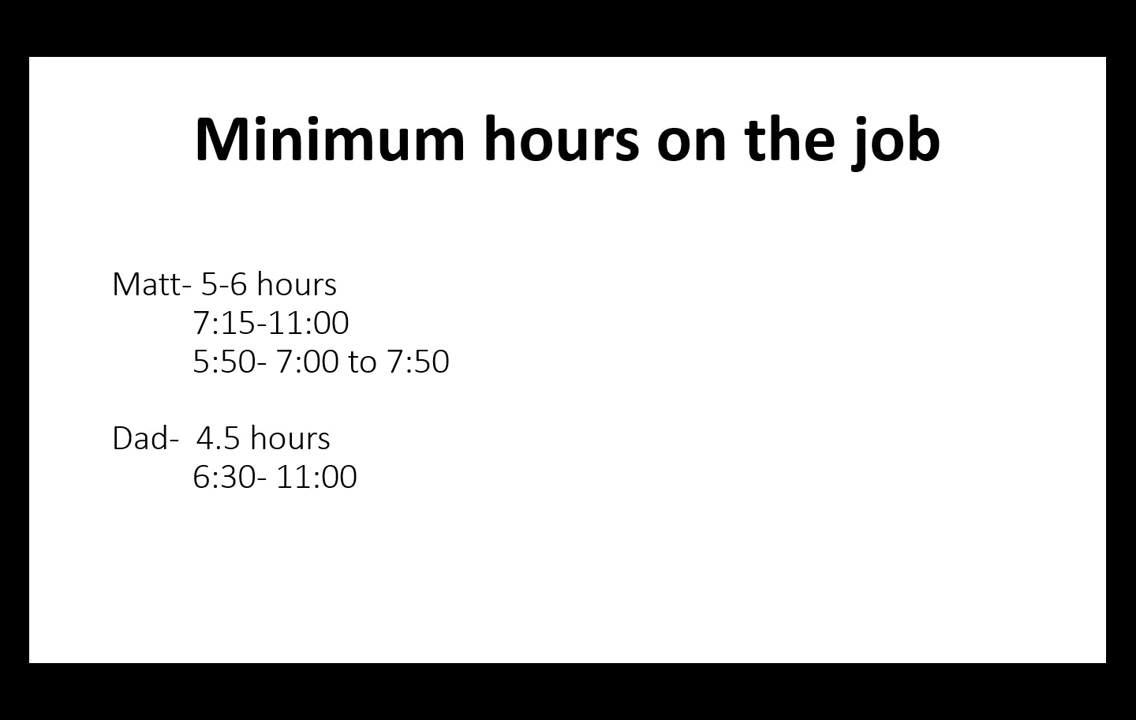 Minimum hours on the job
Matt- 5-6 hours
7:15-11:00
5:50- 7:00 to 7:50
Dad-  4.5 hours
6:30- 11:00